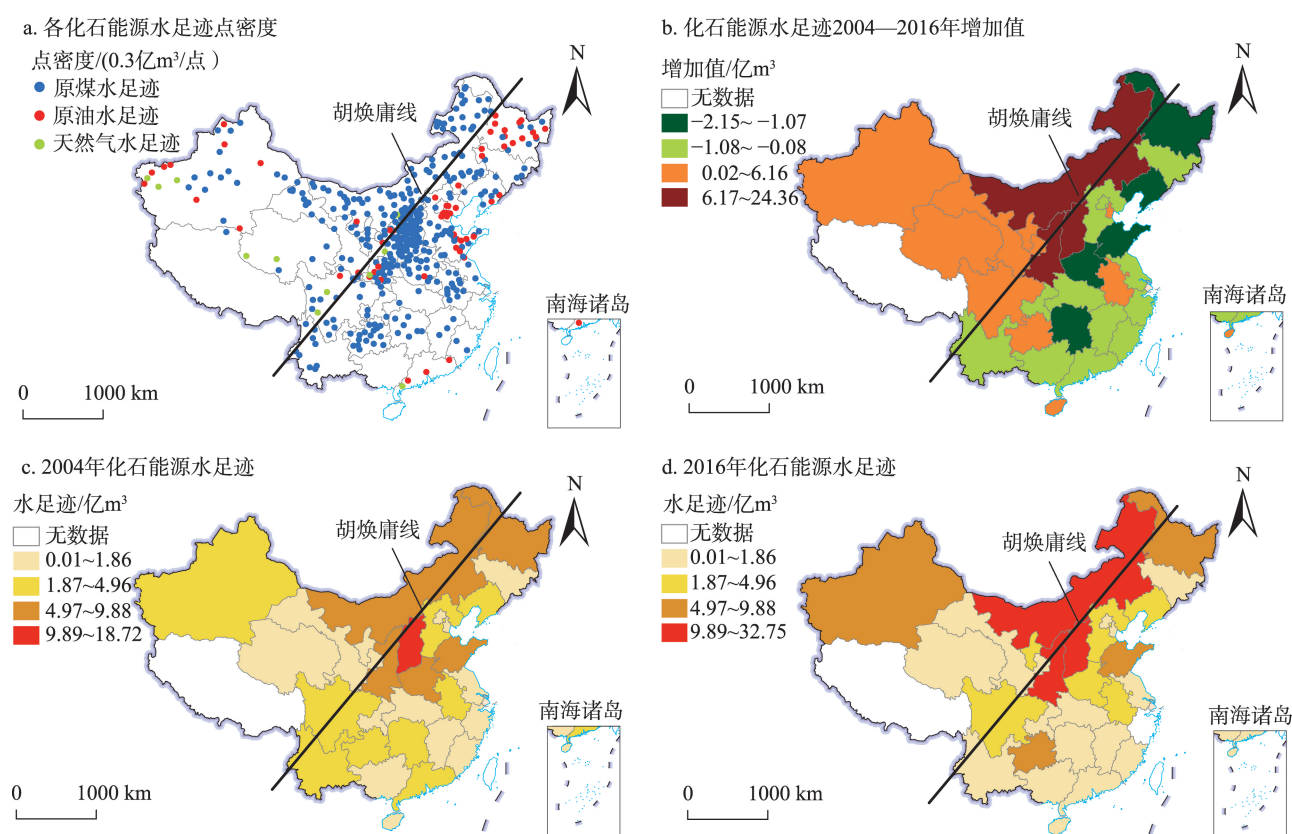 a. 各化石能源水足迹点密度
点密度/(0.3亿m³/点)
原煤水足迹
原油水足迹
天然气水足迹
胡焕庸线
N
南海诸岛
0 1000 km
b. 化石能源水足迹2004—2016年增加值
增加值/亿m³
无数据
−2.15~ −1.07
−1.08~ −0.08
0.02~6.16
6.17~24.36
胡焕庸线
N
南海诸岛
0 1000 km
c. 2004年化石能源水足迹
水足迹/亿m³
无数据
0.01~1.86
1.87~4.96
4.97~9.88
9.89~18.72
胡焕庸线
N
南海诸岛
0 1000 km
d. 2016年化石能源水足迹
水足迹/亿m³
无数据
0.01~1.86
1.87~4.96
4.97~9.88
9.89~32.75
胡焕庸线
N
南海诸岛
0 1000 km